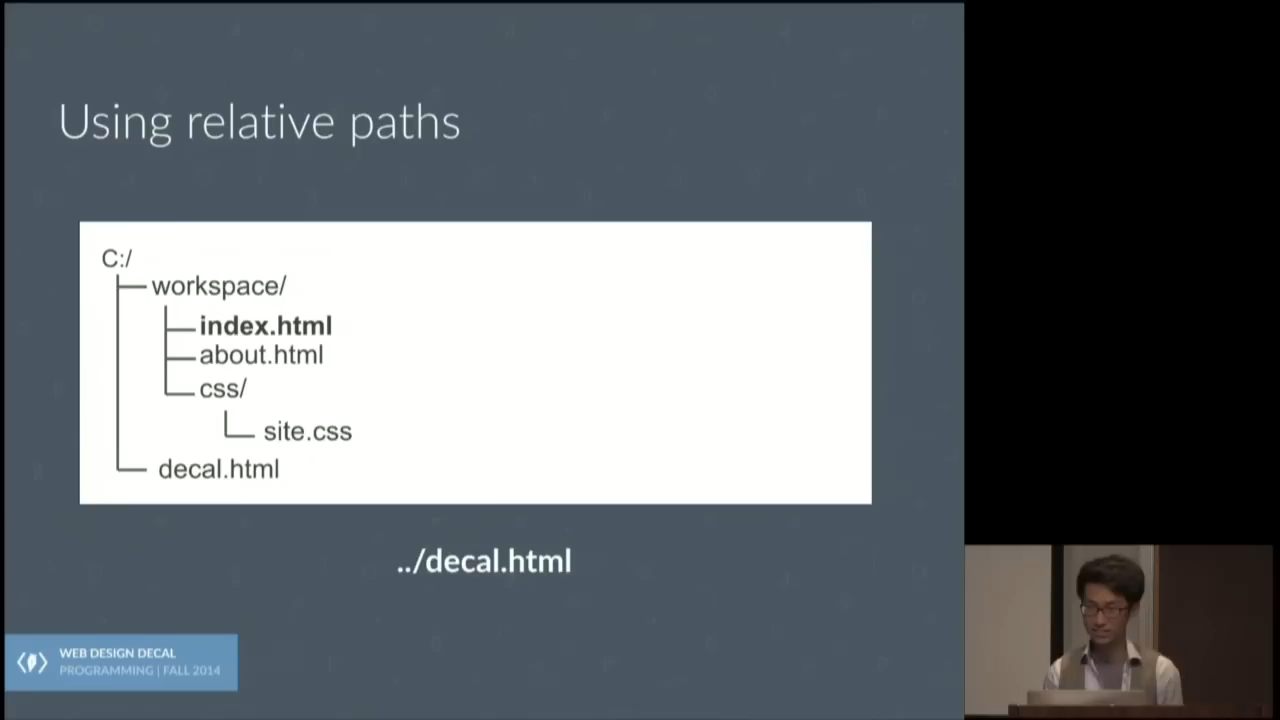 Using relative paths
C:/
workspace/
index.html
about.html
css/
site.css
decal.html
../decal.html
WEB DESIGN DECAL
PROGRAMMING | FALL 2014